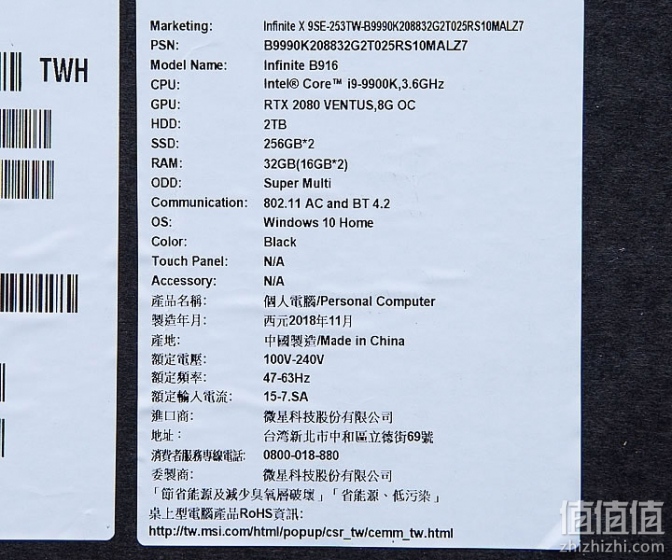 TWH
Marketing: Infinite X 9SE-253TW-B9990K208832G2T025RS10MALZ7
PSN: B9990K208832G2T025RS10MALZ7
Model Name: Infinite B916
CPU: Intel® Core™ i9-9900K,3.6GHz
GPU: RTX 2080 VENTUS,8G OC
HDD: 2TB
SSD: 256GB*2
RAM: 32GB(16GB*2)
ODD: Super Multi
Communication: 802.11 AC and BT 4.2
OS: Windows 10 Home
Color: Black
Touch Panel: N/A
Accessory: N/A
產品名稱: 個人電腦/Personal Computer
製造年月: 西元2018年11月
產地: 中國製造/Made in China
額定電壓: 100V-240V
額定頻率: 47-63Hz
額定輸入電流: 15-7.5A
進口商: 微星科技股份有限公司
地址: 台湾新北市中和區立德街69號
消費者服務專線電話: 0800-018-880
委製商: 微星科技股份有限公司
「節省能源及減少臭氧層破壞」「省能源、低污染」
桌上型電腦產品RoHS資訊:
http://tw.msi.com/html/popup/csr_tw/cemm_tw.html
值值值
zhizhizhi.com